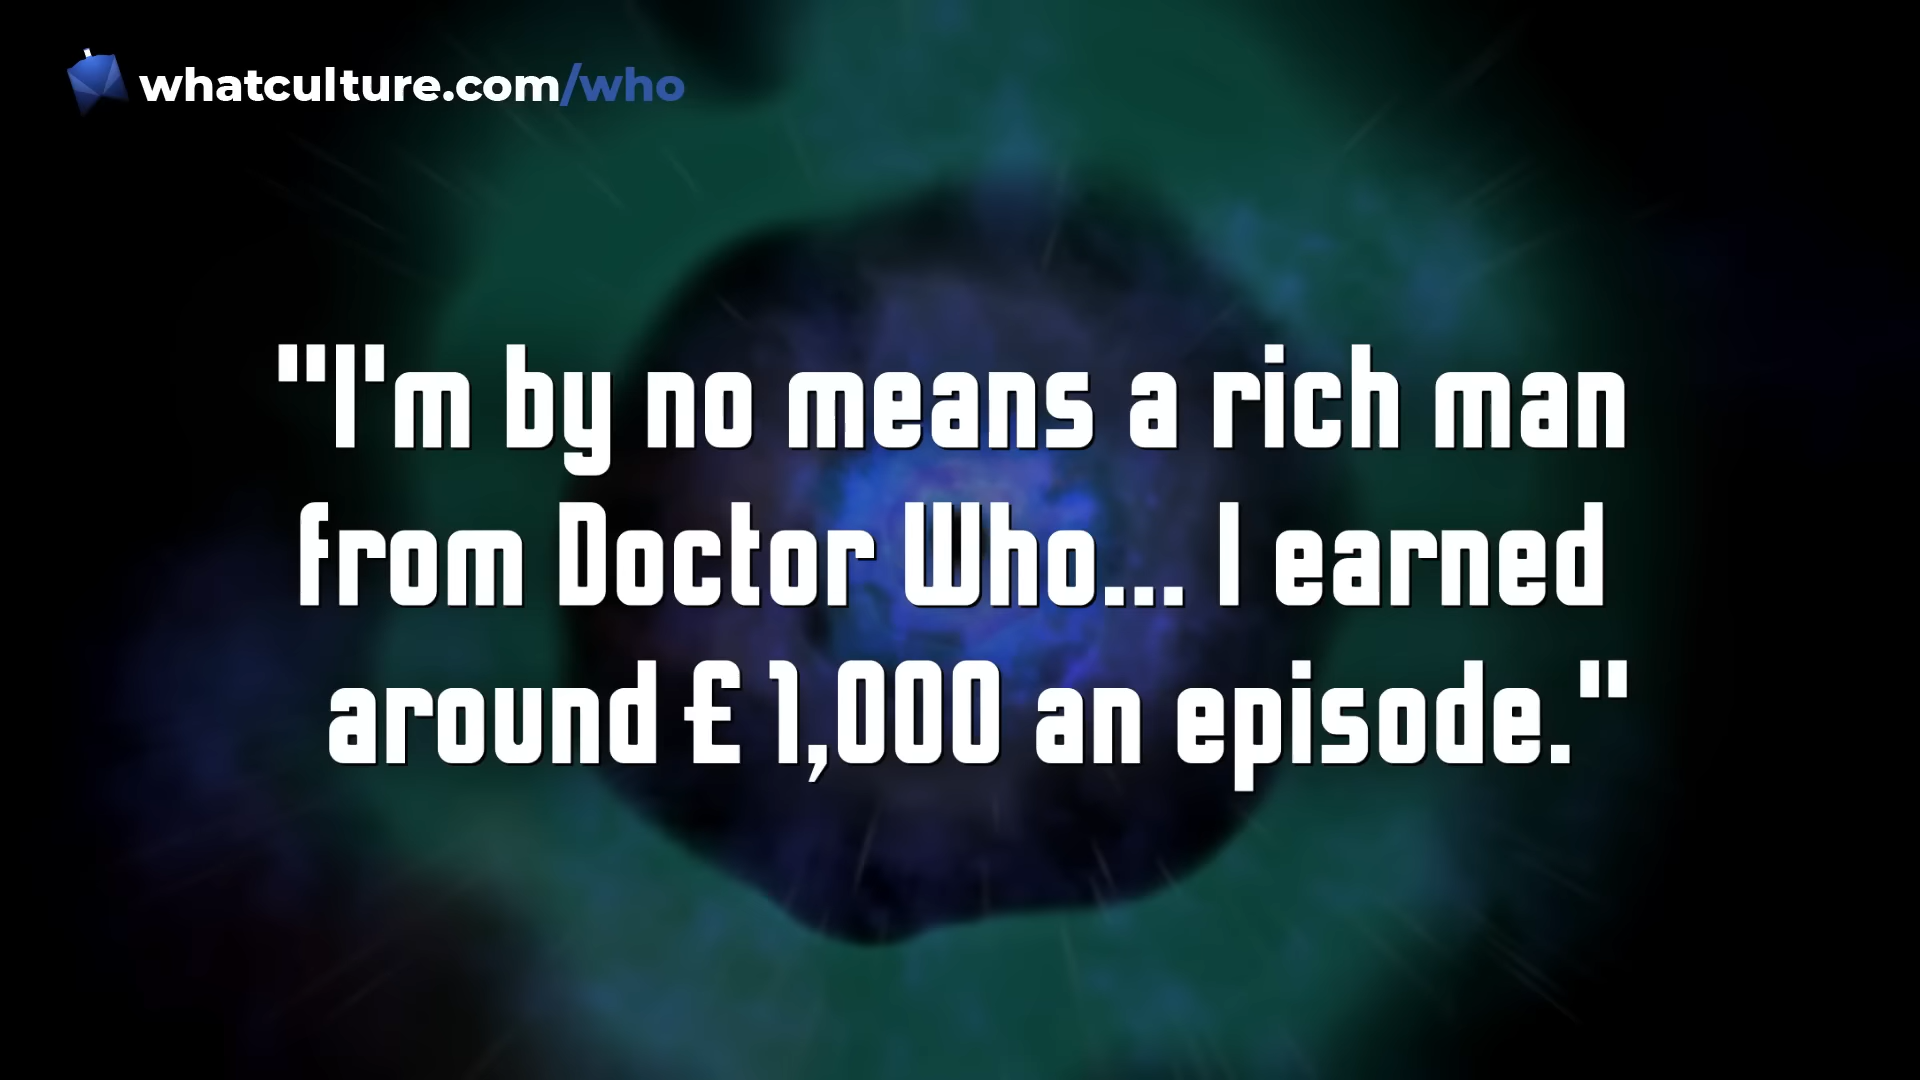 whatculture.com/who
"I'm by no means a rich man
from Doctor Who... I earned
around £1,000 an episode."